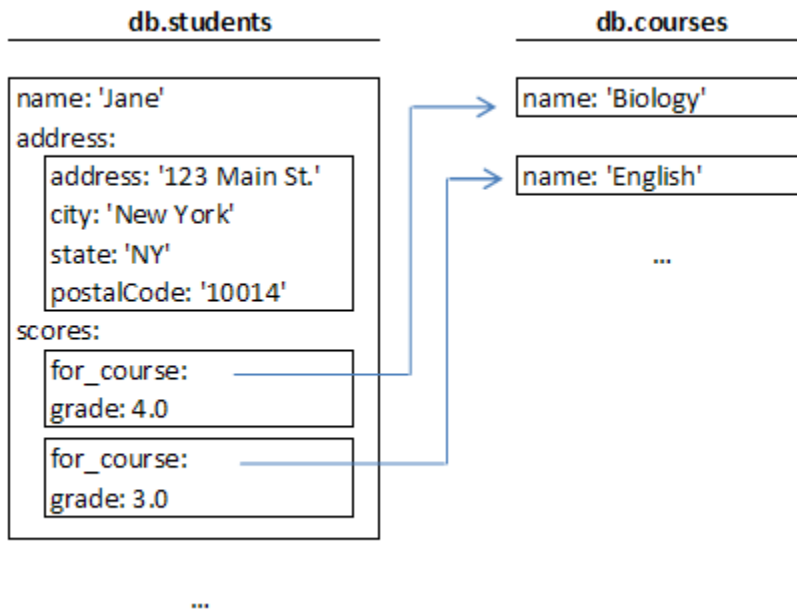 db.students
name: 'Jane'
address:
address: '123 Main St.'
city: 'New York'
state: 'NY'
postalCode: '10014'
scores:
for_course:
grade: 4.0
for_course:
grade: 3.0
...
db.courses
name: 'Biology'
name: 'English'
...